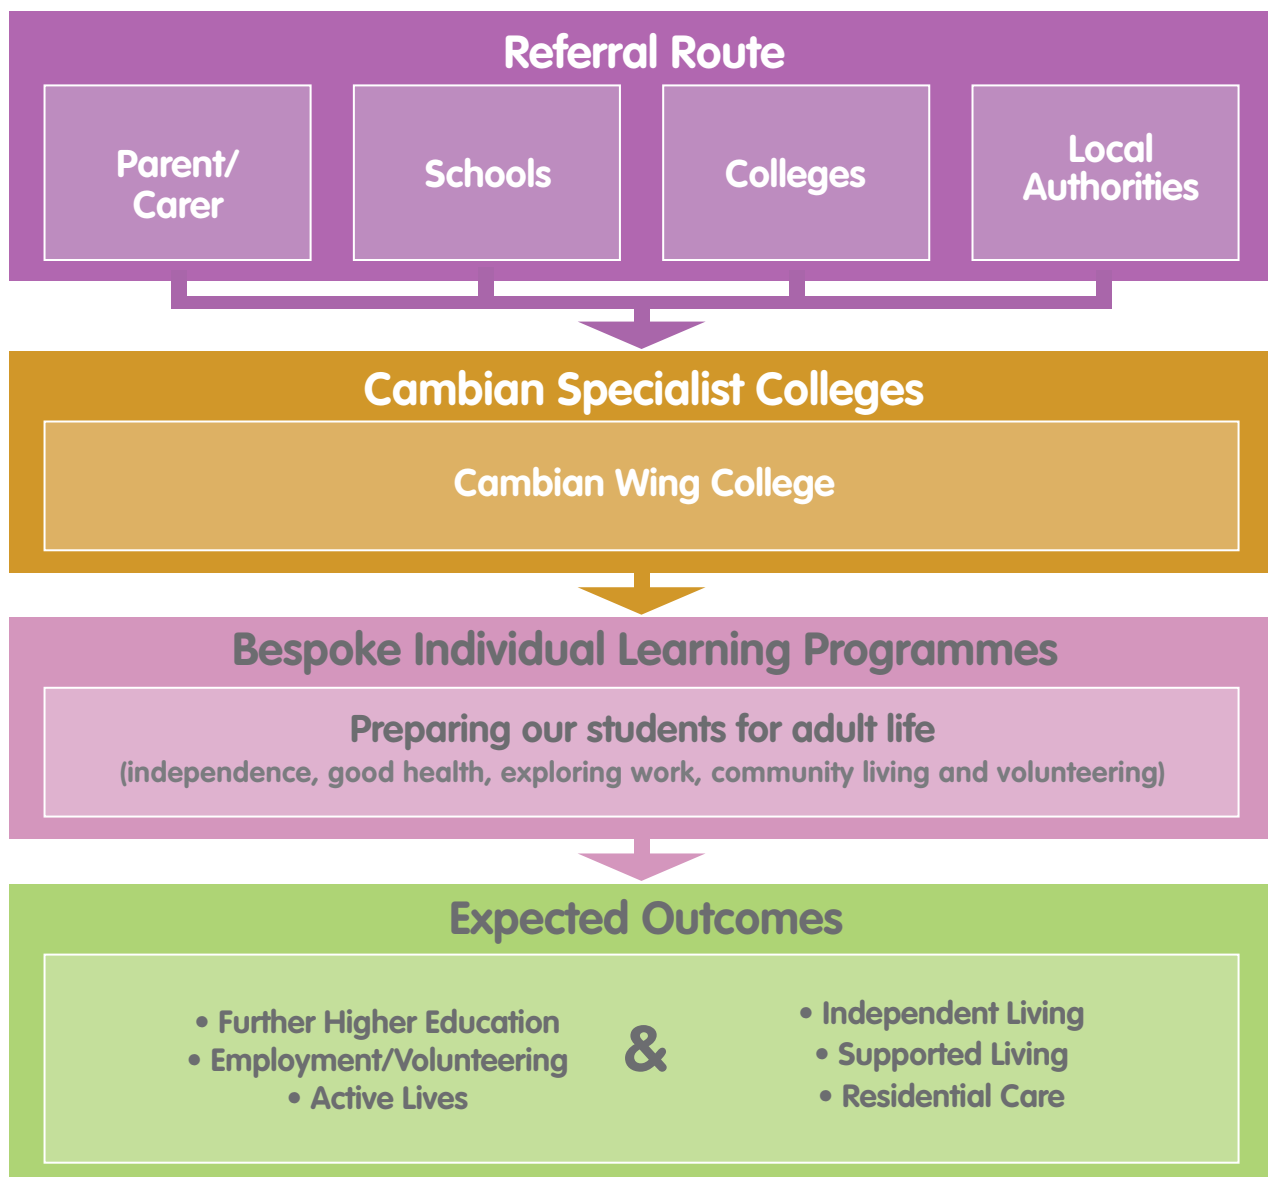 Referral Route
Parent/
Carer
Schools
Colleges
Local
Authorities
Cambian Specialist Colleges
Cambian Wing College
Bespoke Individual Learning Programmes
Preparing our students for adult life
(independence, good health, exploring work, community living and volunteering)
Expected Outcomes
• Further Higher Education
• Employment/Volunteering
• Active Lives
&
• Independent Living
• Supported Living
• Residential Care